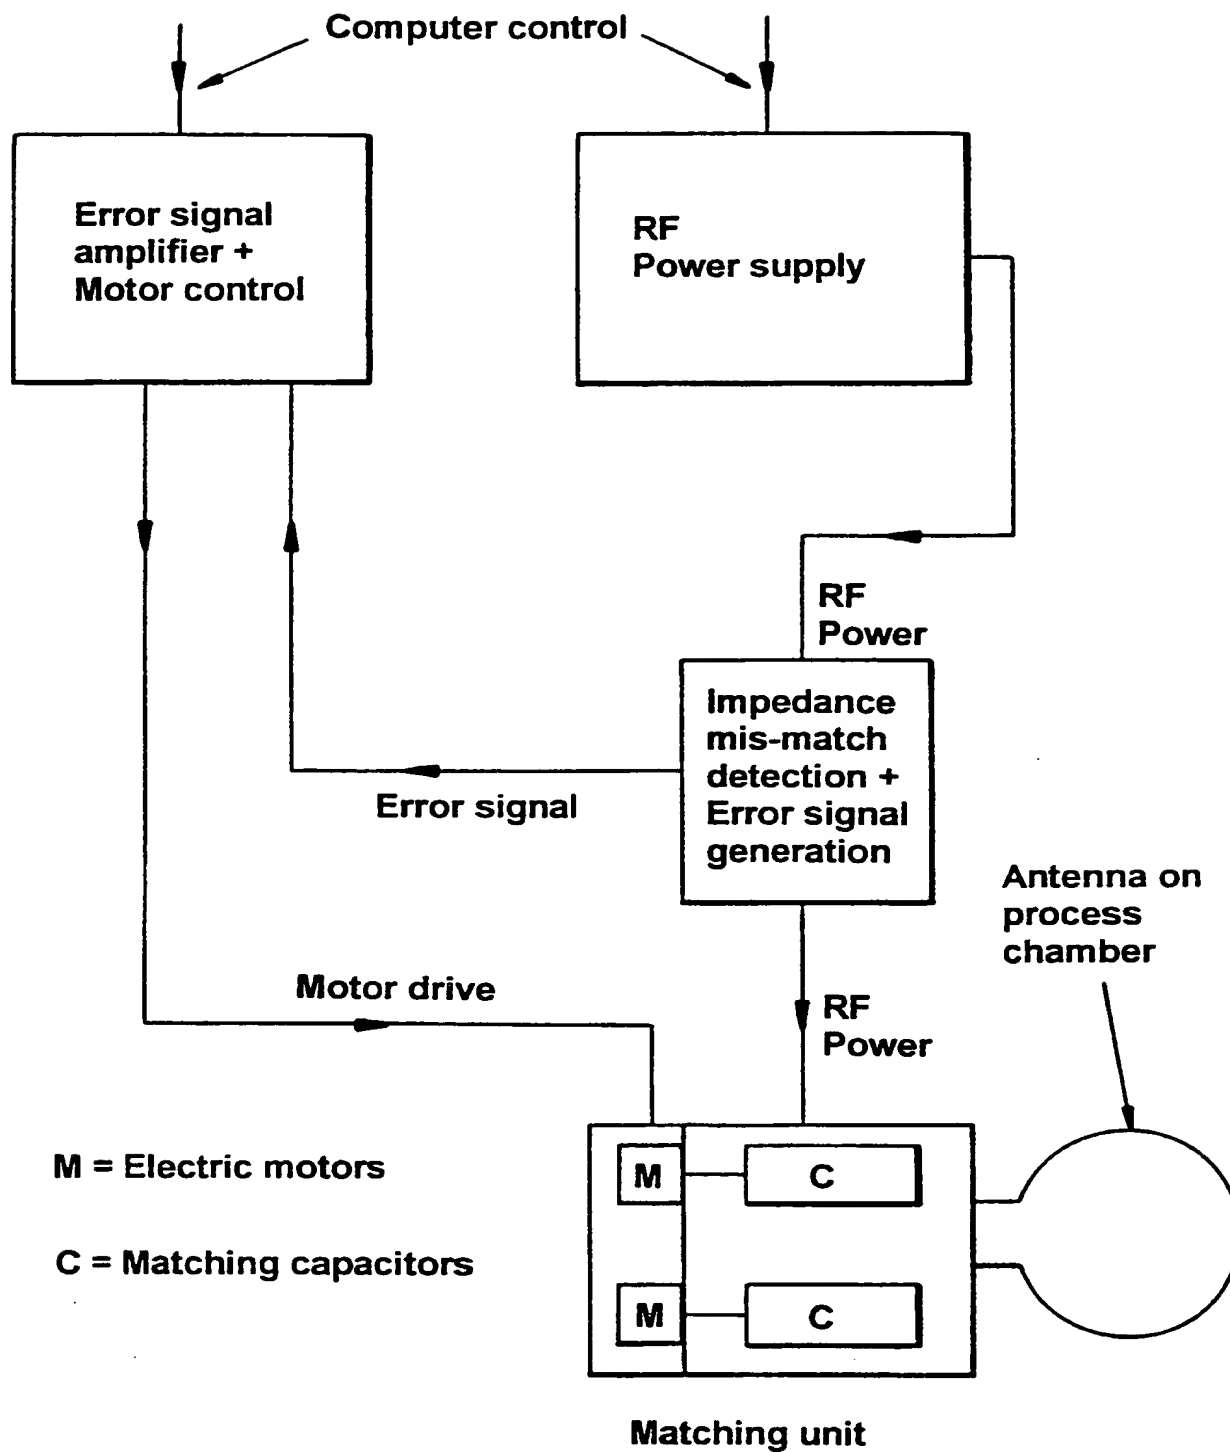 Computer control
Error signal
amplifier +
Motor control
RF
Power supply
RF
Power
Impedance
mis-match
detection +
Error signal
generation
Error signal
Antenna on
process
chamber
Motor drive
RF
Power
M = Electric motors
C = Matching capacitors
M
C
M
C
Matching unit